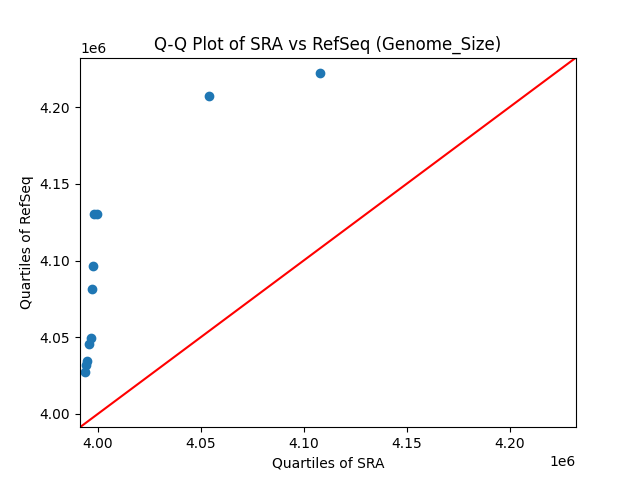 Q-Q Plot of SRA vs RefSeq (Genome_Size)
1e6
4.20
4.15
4.10
4.05
4.00
Quartiles of RefSeq
4.00 4.05 4.10 4.15 4.20
1e6
Quartiles of SRA